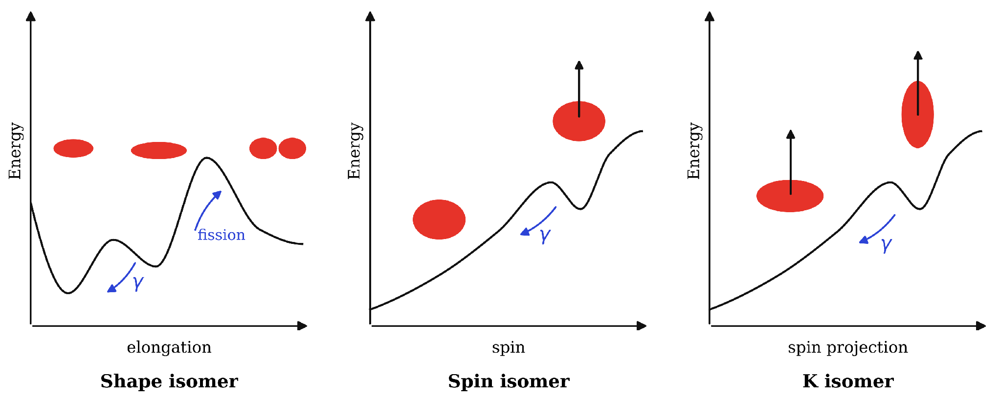 Energy
fission
γ
elongation
Shape isomer
Energy
γ
spin
Spin isomer
Energy
γ
spin projection
K isomer